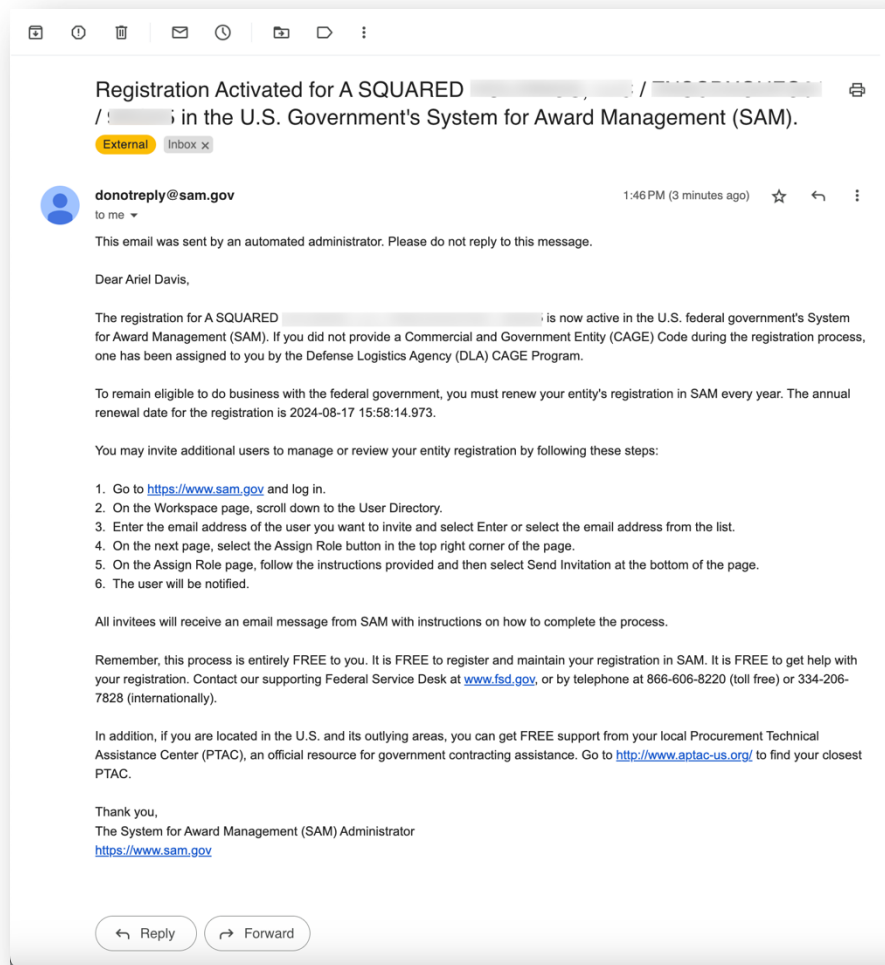 Registration Activated for A SQUARED /
/ in the U.S. Government's System for Award Management (SAM).
External Inbox x
donotreply@sam.gov 1:46 PM (3 minutes ago)
to me
This email was sent by an automated administrator. Please do not reply to this message.
Dear Ariel Davis,
The registration for A SQUARED is now active in the U.S. federal government's System
for Award Management (SAM). If you did not provide a Commercial and Government Entity (CAGE) Code during the registration process,
one has been assigned to you by the Defense Logistics Agency (DLA) CAGE Program.
To remain eligible to do business with the federal government, you must renew your entity's registration in SAM every year. The annual
renewal date for the registration is 2024-08-17 15:58:14.973.
You may invite additional users to manage or review your entity registration by following these steps:
1. Go to https://www.sam.gov and log in.
2. On the Workspace page, scroll down to the User Directory.
3. Enter the email address of the user you want to invite and select Enter or select the email address from the list.
4. On the next page, select the Assign Role button in the top right corner of the page.
5. On the Assign Role page, follow the instructions provided and then select Send Invitation at the bottom of the page.
6. The user will be notified.
All invitees will receive an email message from SAM with instructions on how to complete the process.
Remember, this process is entirely FREE to you. It is FREE to register and maintain your registration in SAM. It is FREE to get help with
your registration. Contact our supporting Federal Service Desk at www.fsd.gov, or by telephone at 866-606-8220 (toll free) or 334-206-
7828 (internationally).
In addition, if you are located in the U.S. and its outlying areas, you can get FREE support from your local Procurement Technical
Assistance Center (PTAC), an official resource for government contracting assistance. Go to http://www.aptac-us.org/ to find your closest
PTAC.
Thank you,
The System for Award Management (SAM) Administrator
https://www.sam.gov
Reply Forward